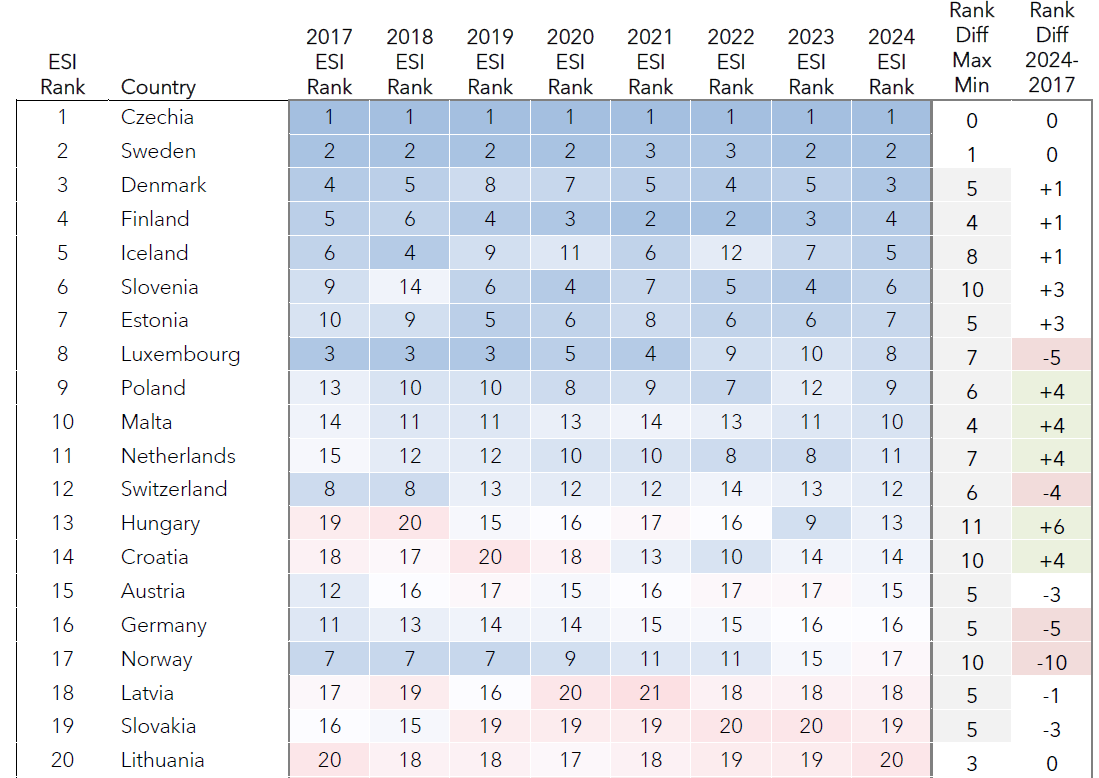 Rank Rank
2017 2018 2019 2020 2021 2022 2023 2024 Diff Diff
ESI ESI ESI ESI ESI ESI ESI ESI ESI Max 2024-
Rank Country Rank Rank Rank Rank Rank Rank Rank Rank Min 2017
1 Czechia 1 1 1 1 1 1 1 1 0 0
2 Sweden 2 2 2 2 3 3 2 2 1 0
3 Denmark 4 5 8 7 5 4 5 3 5 +1
4 Finland 5 6 4 3 2 2 3 4 4 +1
5 Iceland 6 4 9 11 6 12 7 5 8 +1
6 Slovenia 9 14 6 4 7 5 4 6 10 +3
7 Estonia 10 9 5 6 8 6 6 7 5 +3
8 Luxembourg 3 3 3 5 4 9 10 8 7 -5
9 Poland 13 10 10 8 9 7 12 9 6 +4
10 Malta 14 11 11 13 14 13 11 10 4 +4
11 Netherlands 15 12 12 10 10 8 8 11 7 +4
12 Switzerland 8 8 13 12 12 14 13 12 6 -4
13 Hungary 19 20 15 16 17 16 9 13 11 +6
14 Croatia 18 17 20 18 13 10 14 14 10 +4
15 Austria 12 16 17 15 16 17 17 15 5 -3
16 Germany 11 13 14 14 15 15 16 16 5 -5
17 Norway 7 7 7 9 11 11 15 17 10 -10
18 Latvia 17 19 16 20 21 18 18 18 5 -1
19 Slovakia 16 15 19 19 19 20 20 19 5 -3
20 Lithuania 20 18 18 17 18 19 19 20 3 0